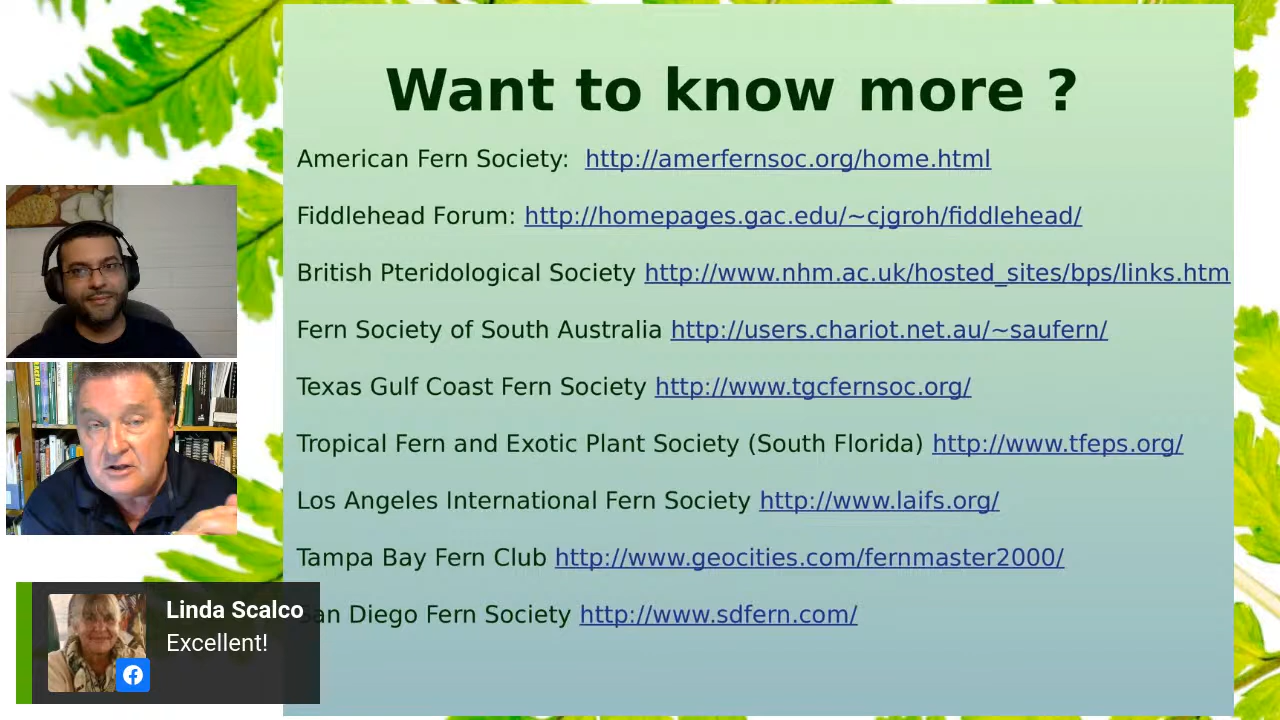 Want to know more ?
American Fern Society: http://amerfernsoc.org/home.html
Fiddlehead Forum: http://homepages.gac.edu/~cjgroh/fiddlehead/
British Pteridological Society http://www.nhm.ac.uk/hosted_sites/bps/links.htm
Fern Society of South Australia http://users.chariot.net.au/~saufern/
Texas Gulf Coast Fern Society http://www.tgcfernsoc.org/
Tropical Fern and Exotic Plant Society (South Florida) http://www.tfeps.org/
Los Angeles International Fern Society http://www.laifs.org/
Tampa Bay Fern Club http://www.geocities.com/fernmaster2000/
San Diego Fern Society http://www.sdfern.com/
Linda Scalco
Excellent!